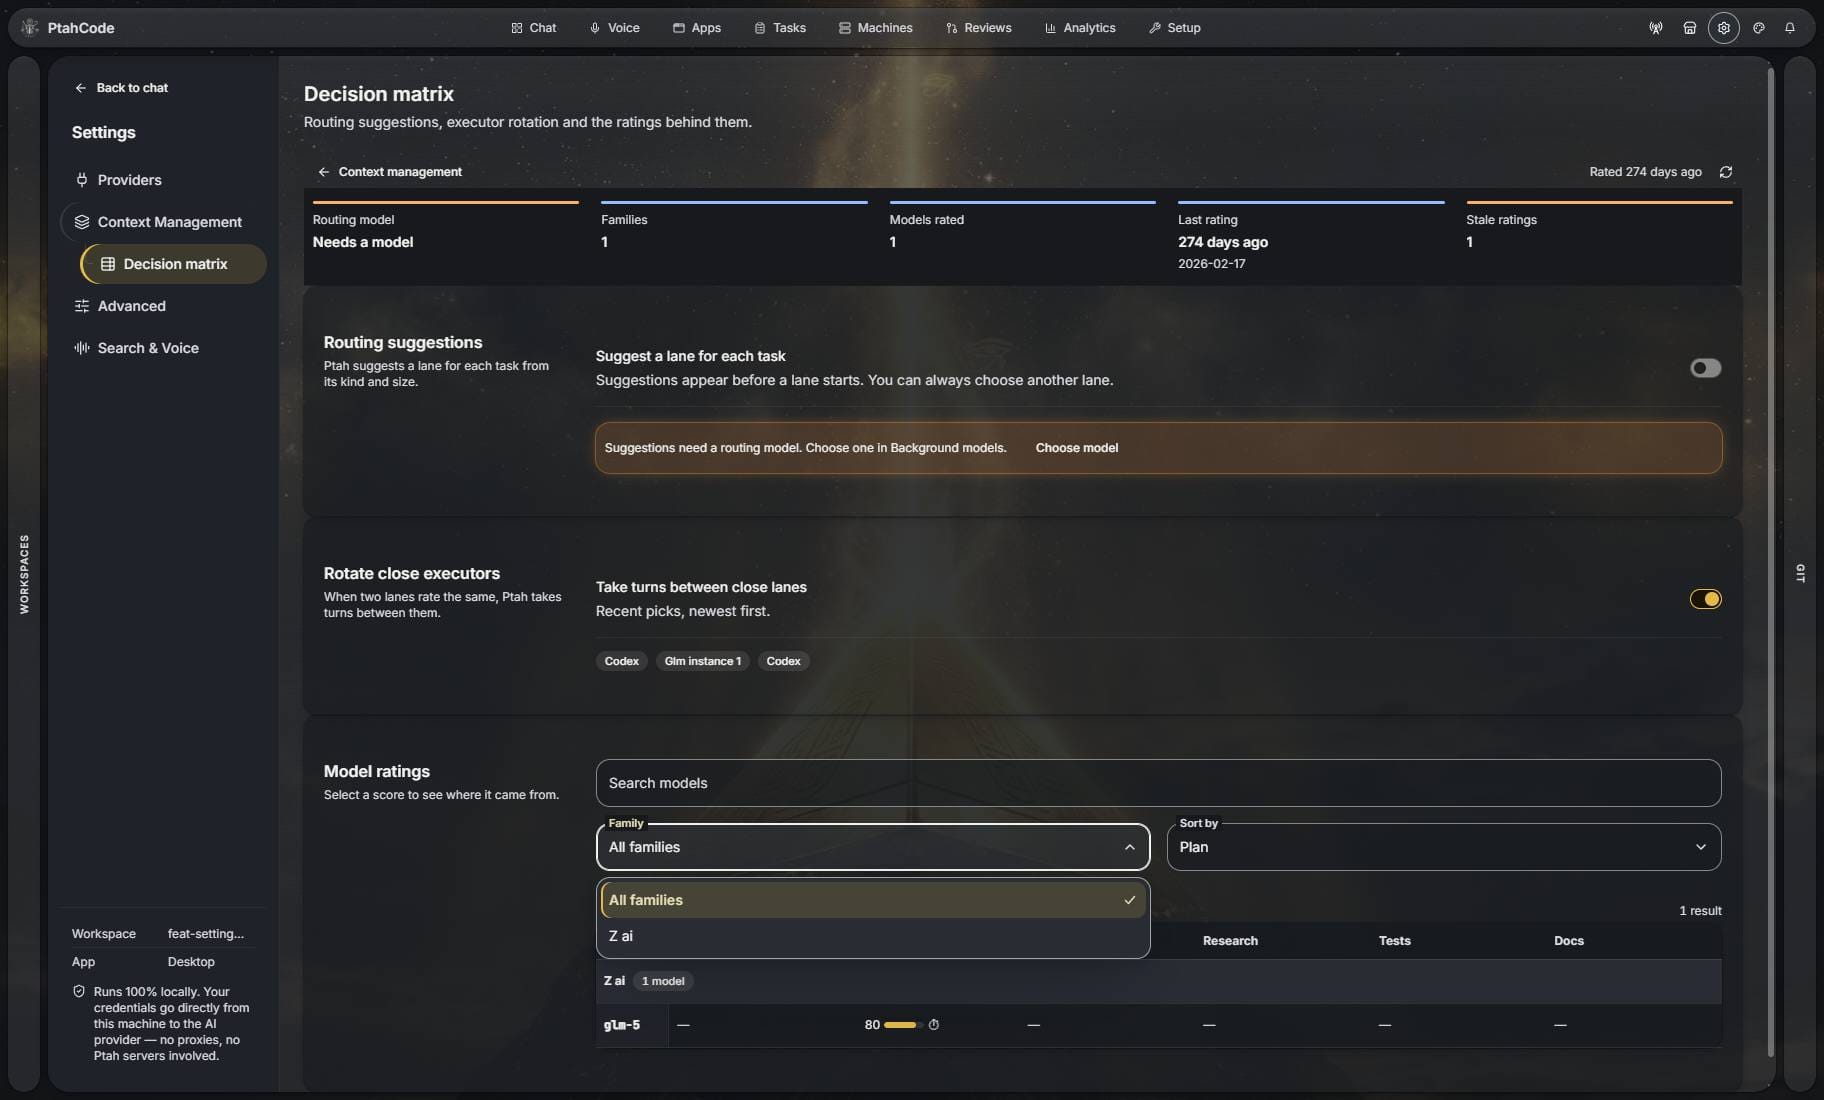 PtahCode
Chat
Voice
Apps
Tasks
Machines
Reviews
Analytics
Setup
WORKSPACES
Back to chat
Settings
Providers
Context Management
Decision matrix
Advanced
Search & Voice
Workspace feat-setting...
App Desktop
Runs 100% locally. Your
credentials go directly from
this machine to the AI
provider — no proxies, no
Ptah servers involved.
Decision matrix
Routing suggestions, executor rotation and the ratings behind them.
Context management
Rated 274 days ago
Routing model
Needs a model
Families
1
Models rated
1
Last rating
274 days ago
2026-02-17
Stale ratings
1
Routing suggestions
Ptah suggests a lane for each task from
its kind and size.
Suggest a lane for each task
Suggestions appear before a lane starts. You can always choose another lane.
Suggestions need a routing model. Choose one in Background models. Choose model
Rotate close executors
When two lanes rate the same, Ptah takes
turns between them.
Take turns between close lanes
Recent picks, newest first.
Codex
Glm instance 1
Codex
Model ratings
Select a score to see where it came from.
Search models
Family
All families
Sort by
Plan
All families
Z ai
1 result
Research Tests Docs
Z ai 1 model
glm-5 — 80 — — — —
GIT